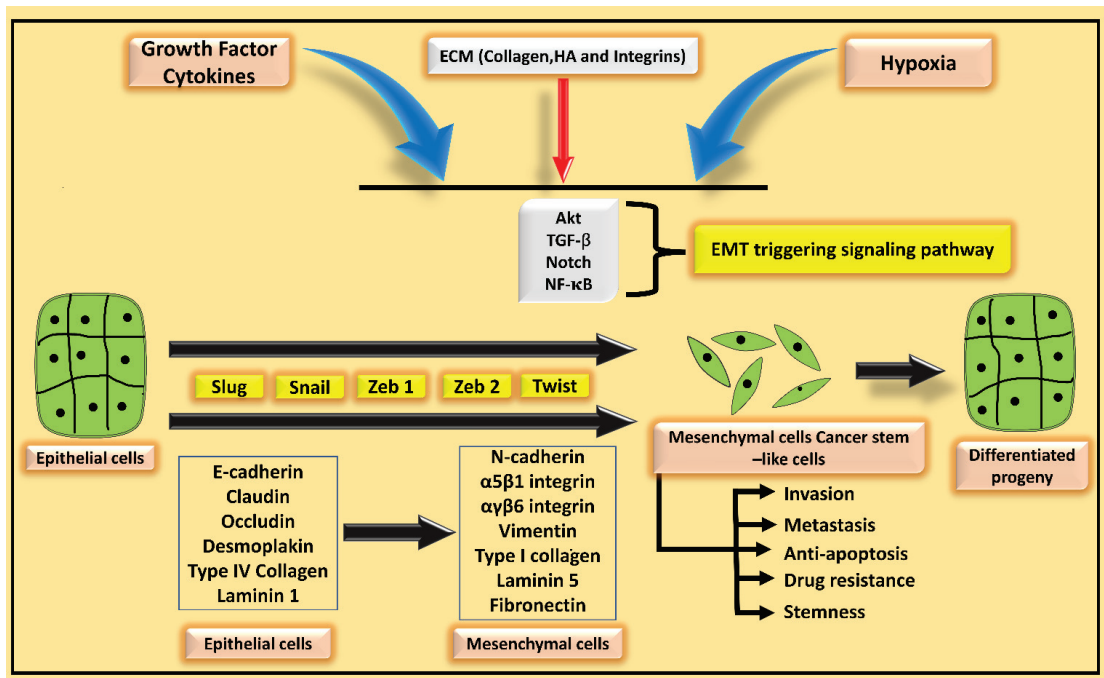 Growth Factor
Cytokines
ECM (Collagen,HA and Integrins)
Hypoxia
Akt
TGF-β
Notch
NF-κB
EMT triggering signaling pathway
Slug
Snail
Zeb 1
Zeb 2
Twist
Epithelial cells
Mesenchymal cells Cancer stem
–like cells
Differentiated
progeny
E-cadherin
Claudin
Occludin
Desmoplakin
Type IV Collagen
Laminin 1
Epithelial cells
N-cadherin
α5β1 integrin
αγβ6 integrin
Vimentin
Type I collagen
Laminin 5
Fibronectin
Mesenchymal cells
Invasion
Metastasis
Anti-apoptosis
Drug resistance
Stemness